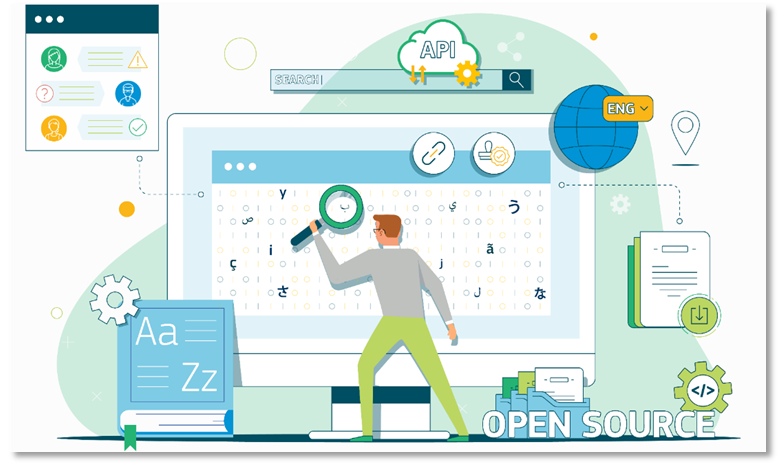 API
SEARCH
ENG
y
ب
ي
う
ص
i
ã
ç
j
さ
ل
な
Aa
Zz
</>
OPEN SOURCE